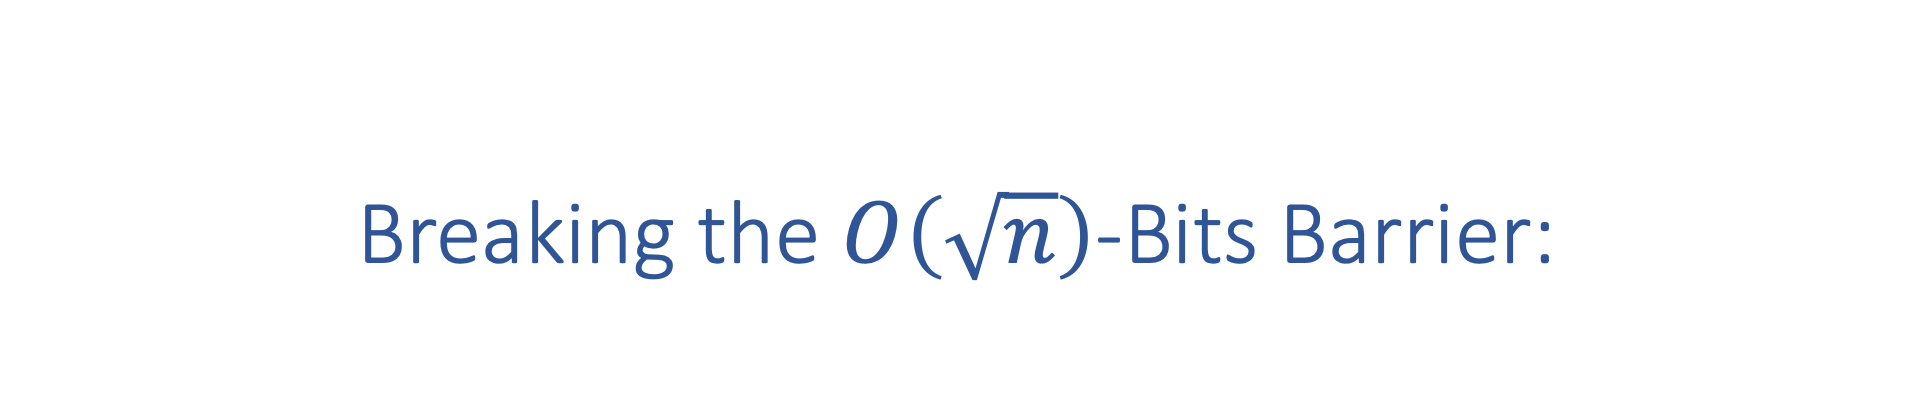 Breaking the O(√n)-Bits Barrier: